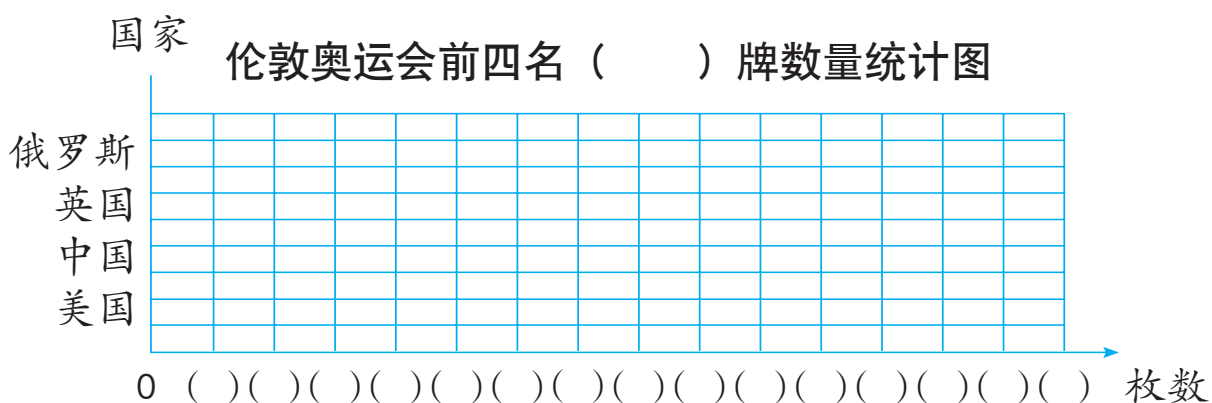 国家
伦敦奥运会前四名（　　）牌数量统计图
俄罗斯
英国
中国
美国
0 ( )( )( )( )( )( )( )( )( )( )( )( )( )( )( ) 枚数